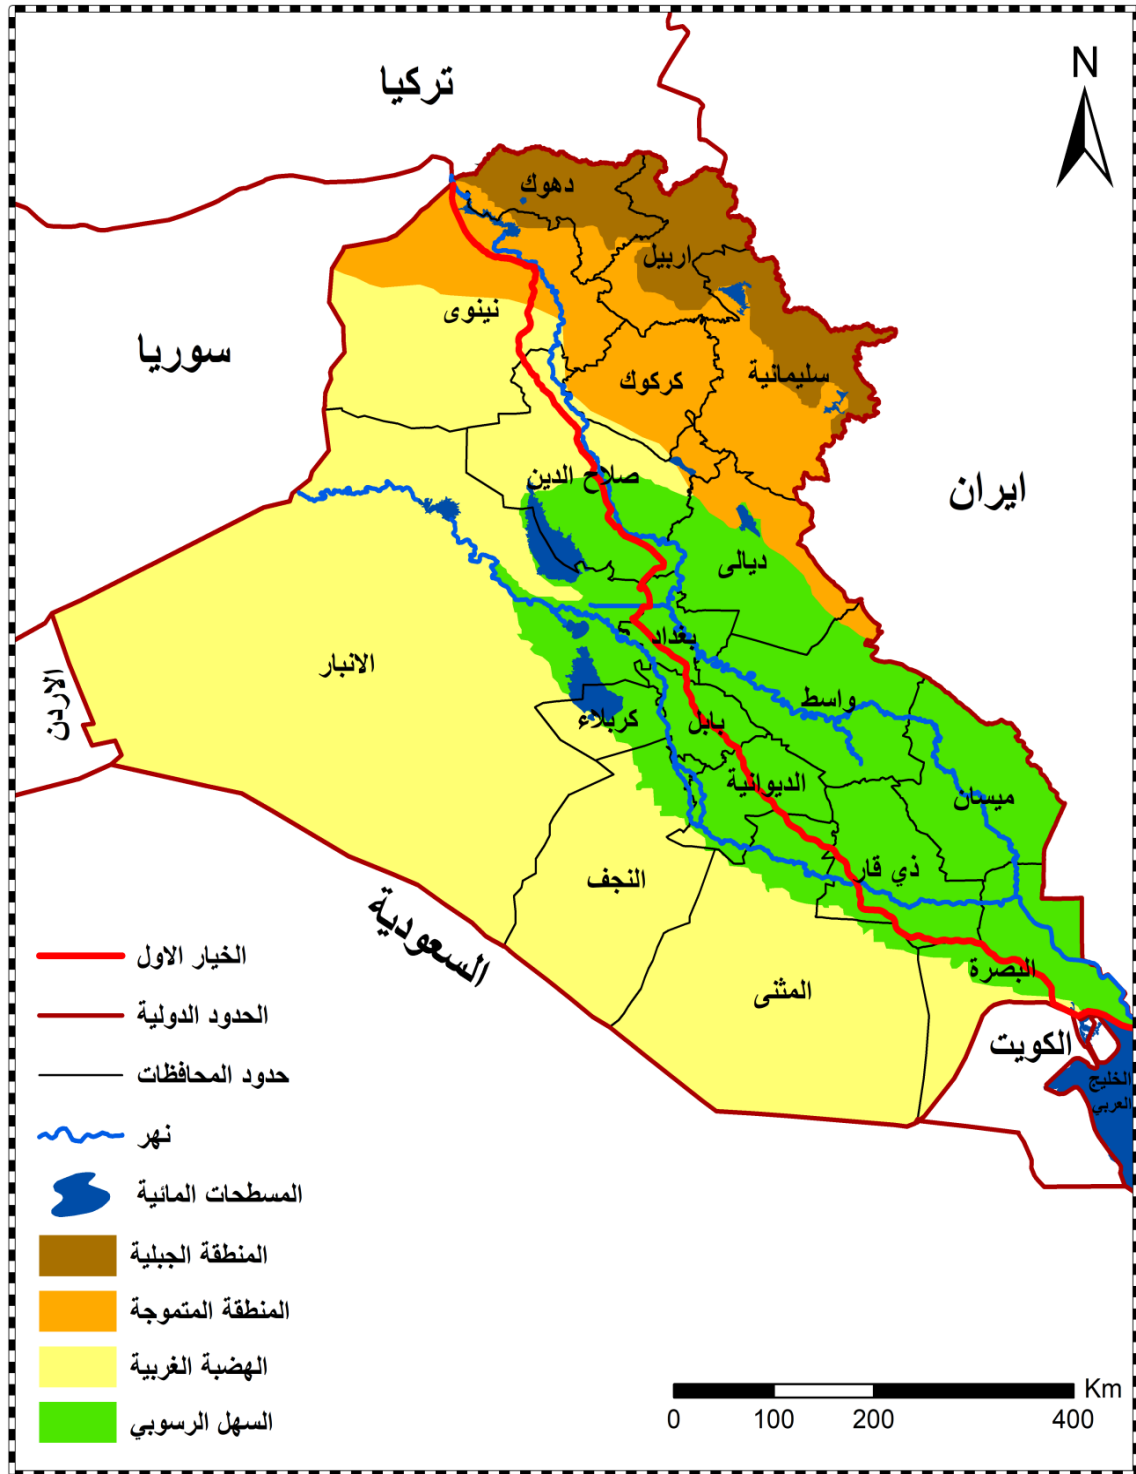 N
تركيا
دهوك
اربيل
نينوى
سوريا
كركوك
سليمانية
صلاح الدين
ايران
ديالى
بغداد
الانبار
واسط
الاردن
كربلاء
بابل
الديوانية
ميسان
ذي قار
النجف
السعودية
البصرة
المثنى
الكويت
الخليج
العربي
الخيار الاول
الحدود الدولية
حدود المحافظات
نهر
المسطحات المائية
المنطقة الجبلية
المنطقة المتموجة
الهضبة الغربية
السهل الرسوبي
Km
0 100 200 400